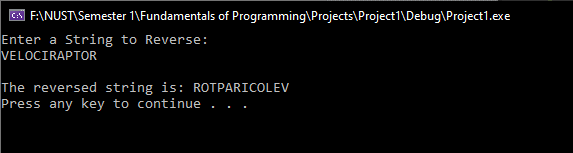 F:\NUST\Semester 1\Fundamentals of Programming\Projects\Project1\Debug\Project1.exe
Enter a String to Reverse:
VELOCIRAPTOR
The reversed string is: ROTPARICOLEV
Press any key to continue . . .